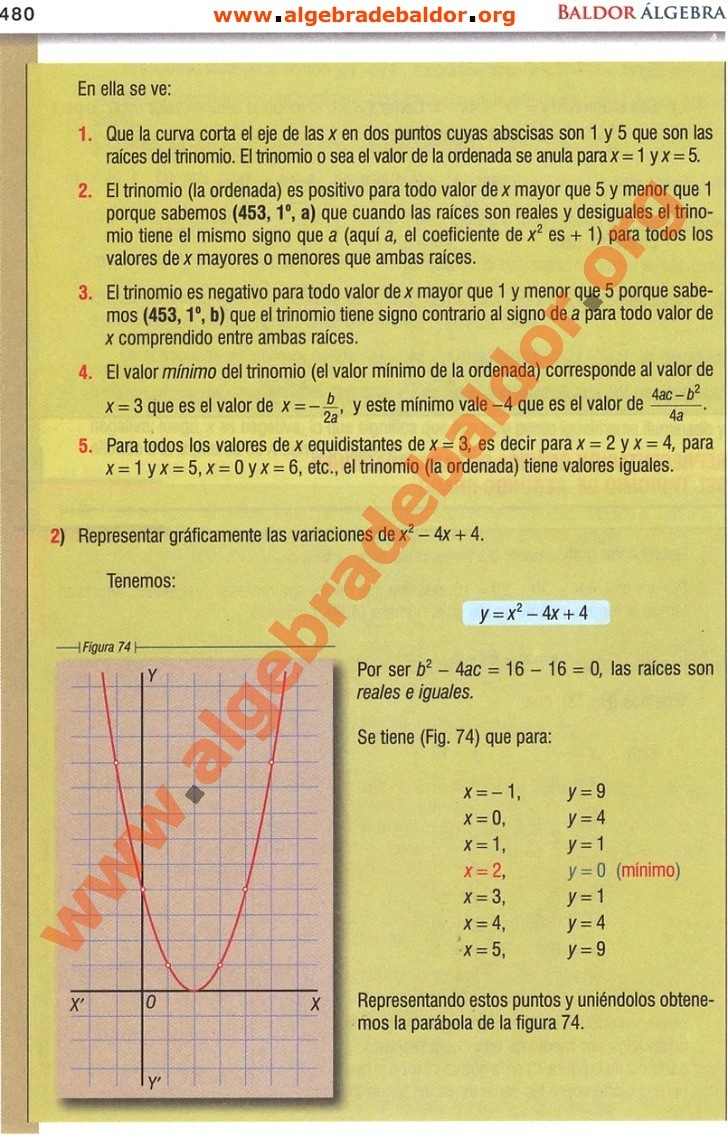 480
www.algebradebaldor.org
BALDOR ÁLGEBRA
En ella se ve:
1. Que la curva corta el eje de las x en dos puntos cuyas abscisas son 1 y 5 que son las
raíces del trinomio. El trinomio o sea el valor de la ordenada se anula para x = 1 y x = 5.
2. El trinomio (la ordenada) es positivo para todo valor de x mayor que 5 y menor que 1
porque sabemos (453, 1º, a) que cuando las raíces son reales y desiguales el trino-
mio tiene el mismo signo que a (aquí a, el coeficiente de x² es + 1) para todos los
valores de x mayores o menores que ambas raíces.
3. El trinomio es negativo para todo valor de x mayor que 1 y menor que 5 porque sabe-
mos (453, 1º, b) que el trinomio tiene signo contrario al signo de a para todo valor de
x comprendido entre ambas raíces.
4. El valor mínimo del trinomio (el valor mínimo de la ordenada) corresponde al valor de
x = 3 que es el valor de x = – b/2a, y este mínimo vale –4 que es el valor de 4ac – b²/4a.
5. Para todos los valores de x equidistantes de x = 3, es decir para x = 2 y x = 4, para
x = 1 y x = 5, x = 0 y x = 6, etc., el trinomio (la ordenada) tiene valores iguales.
2) Representar gráficamente las variaciones de x² – 4x + 4.
Tenemos:
y = x² – 4x + 4
Figura 74
Y
X'
O
X
Y'
Por ser b² – 4ac = 16 – 16 = 0, las raíces son
reales e iguales.
Se tiene (Fig. 74) que para:
x = – 1, y = 9
x = 0, y = 4
x = 1, y = 1
x = 2, y = 0 (mínimo)
x = 3, y = 1
x = 4, y = 4
x = 5, y = 9
Representando estos puntos y uniéndolos obtene-
mos la parábola de la figura 74.
www.algebradebaldor.org